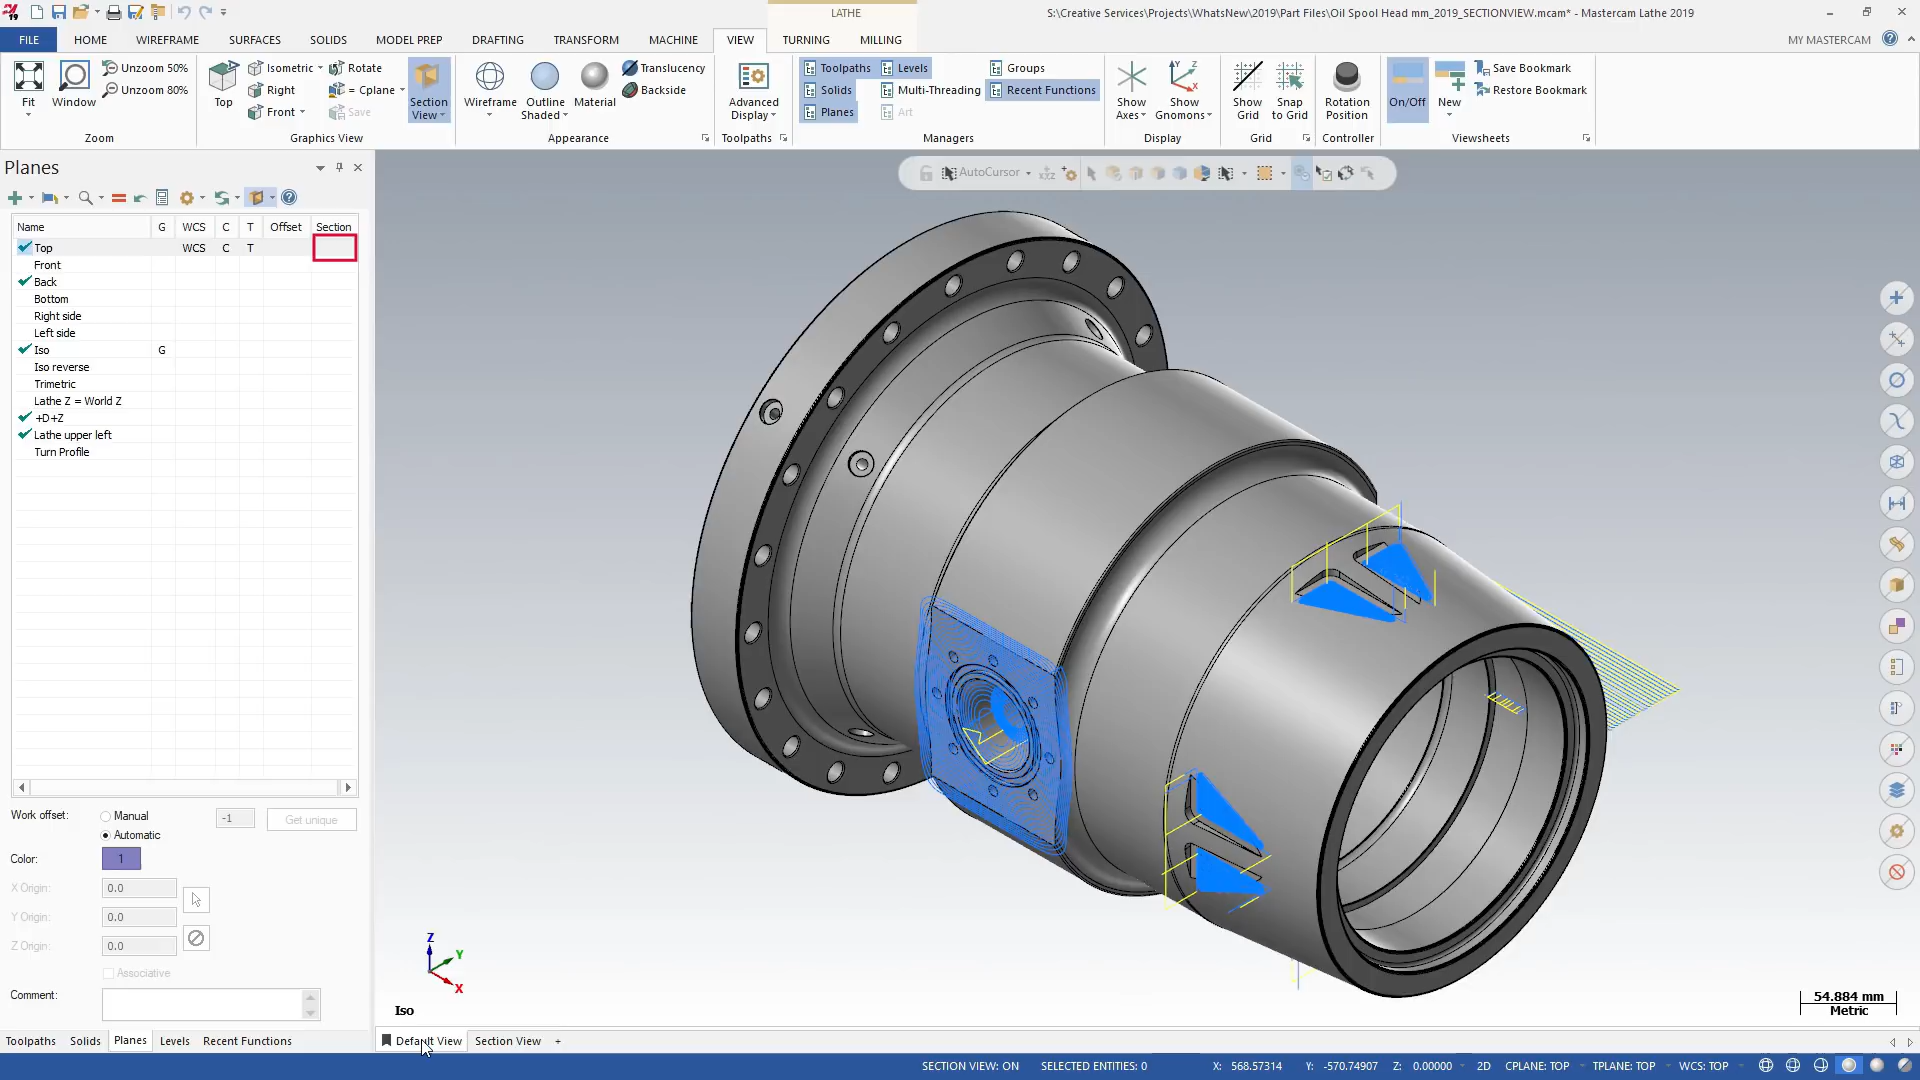 LATHE
S:\Creative Services\Projects\WhatsNew\2019\Part Files\Oil Spool Head mm_2019_SECTIONVIEW.mcam* - Mastercam Lathe 2019
FILE HOME WIREFRAME SURFACES SOLIDS MODEL PREP DRAFTING TRANSFORM MACHINE VIEW TURNING MILLING MY MASTERCAM
Fit
Window
Unzoom 50%
Unzoom 80%
Zoom
Top
Isometric
Right
Front
Rotate
= Cplane
Save
Section View
Graphics View
Wireframe
Outline Shaded
Material
Translucency
Backside
Appearance
Advanced Display
Toolpaths
Toolpaths
Solids
Planes
Levels
Multi-Threading
Art
Groups
Recent Functions
Managers
Show Axes
Show Gnomons
Display
Show Grid
Snap to Grid
Grid
Rotation Position
Controller
On/Off
New
Save Bookmark
Restore Bookmark
Viewsheets
Planes
AutoCursor
Name G WCS C T Offset Section
Top WCS C T
Front
Back
Bottom
Right side
Left side
Iso G
Iso reverse
Trimetric
Lathe Z = World Z
+D+Z
Lathe upper left
Turn Profile
Work offset: Manual -1 Get unique
Automatic
Color: 1
X Origin: 0.0
Y Origin: 0.0
Z Origin: 0.0
Associative
Comment:
Z
Y
X
Iso
54.884 mm
Metric
Toolpaths Solids Planes Levels Recent Functions
Default View Section View +
SECTION VIEW: ON SELECTED ENTITIES: 0 X: 568.57314 Y: -570.74907 Z: 0.00000 2D CPLANE: TOP TPLANE: TOP WCS: TOP